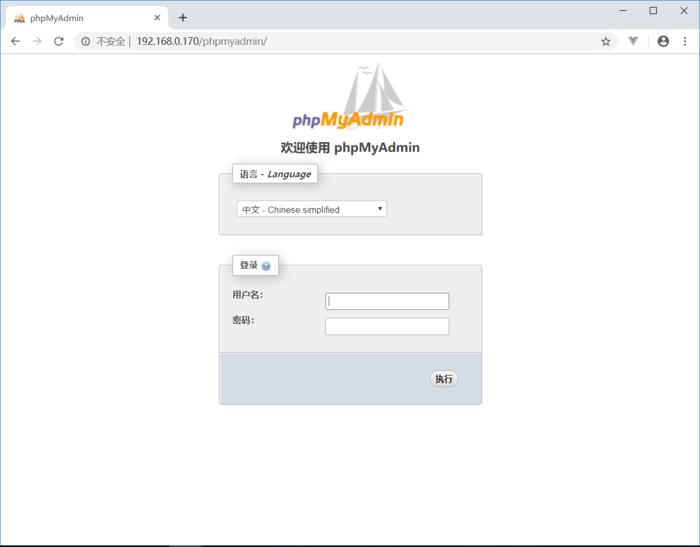 phpMyAdmin
不安全 | 192.168.0.170/phpmyadmin/
phpMyAdmin
欢迎使用 phpMyAdmin
语言 - Language
中文 - Chinese simplified
登录
用户名：
密码：
执行